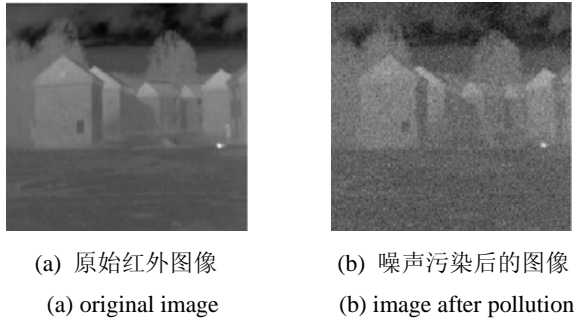 (a) 原始红外图像
(b) 噪声污染后的图像
(a) original image
(b) image after pollution